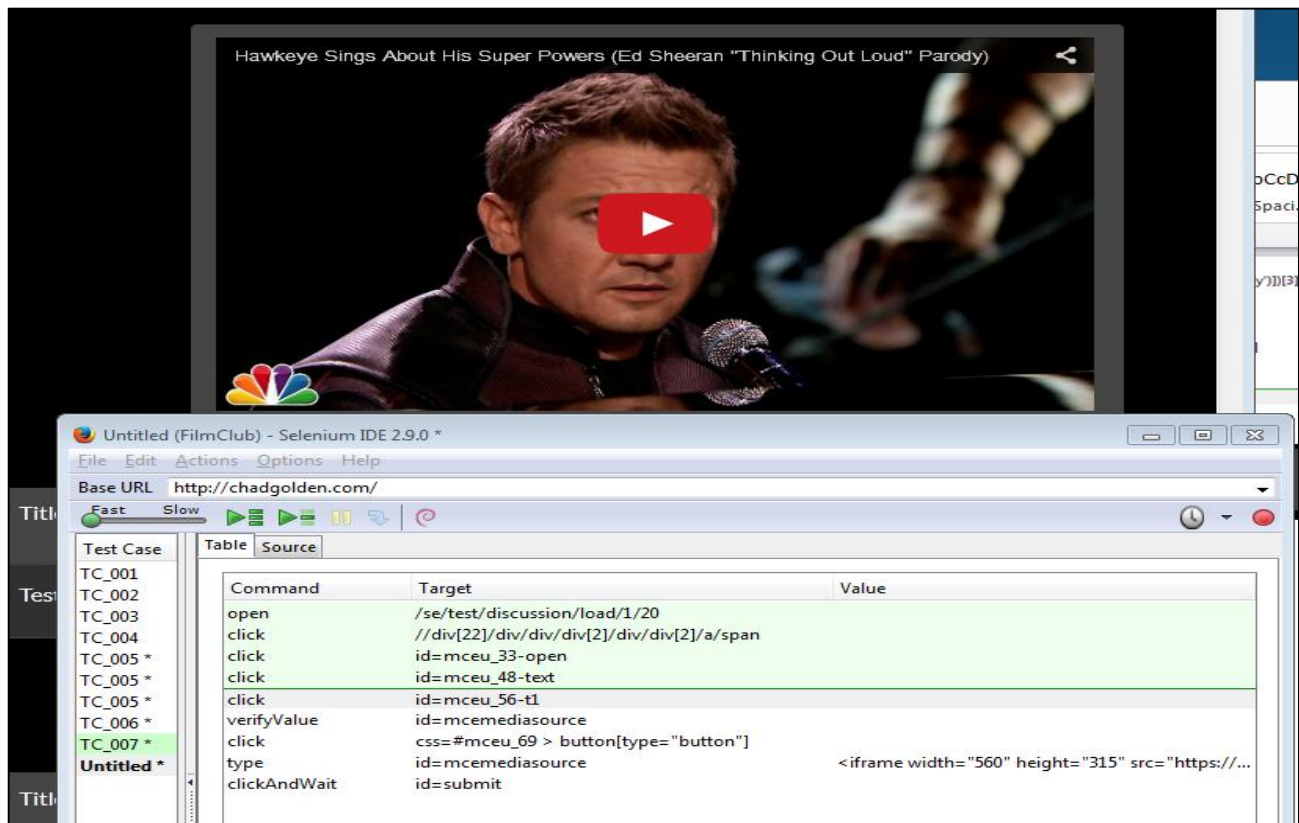 Hawkeye Sings About His Super Powers (Ed Sheeran "Thinking Out Loud" Parody)
Untitled (FilmClub) - Selenium IDE 2.9.0 *
File Edit Actions Options Help
Base URL http://chadgolden.com/
Fast Slow
Test Case
TC_001
TC_002
TC_003
TC_004
TC_005 *
TC_005 *
TC_005 *
TC_006 *
TC_007 *
Untitled *
Table Source
Command Target Value
open /se/test/discussion/load/1/20
click //div[22]/div/div/div[2]/div/div[2]/a/span
click id=mceu_33-open
click id=mceu_48-text
click id=mceu_56-t1
verifyValue id=mcemediasource
click css=#mceu_69 > button[type="button"]
type id=mcemediasource <iframe width="560" height="315" src="https://...
clickAndWait id=submit